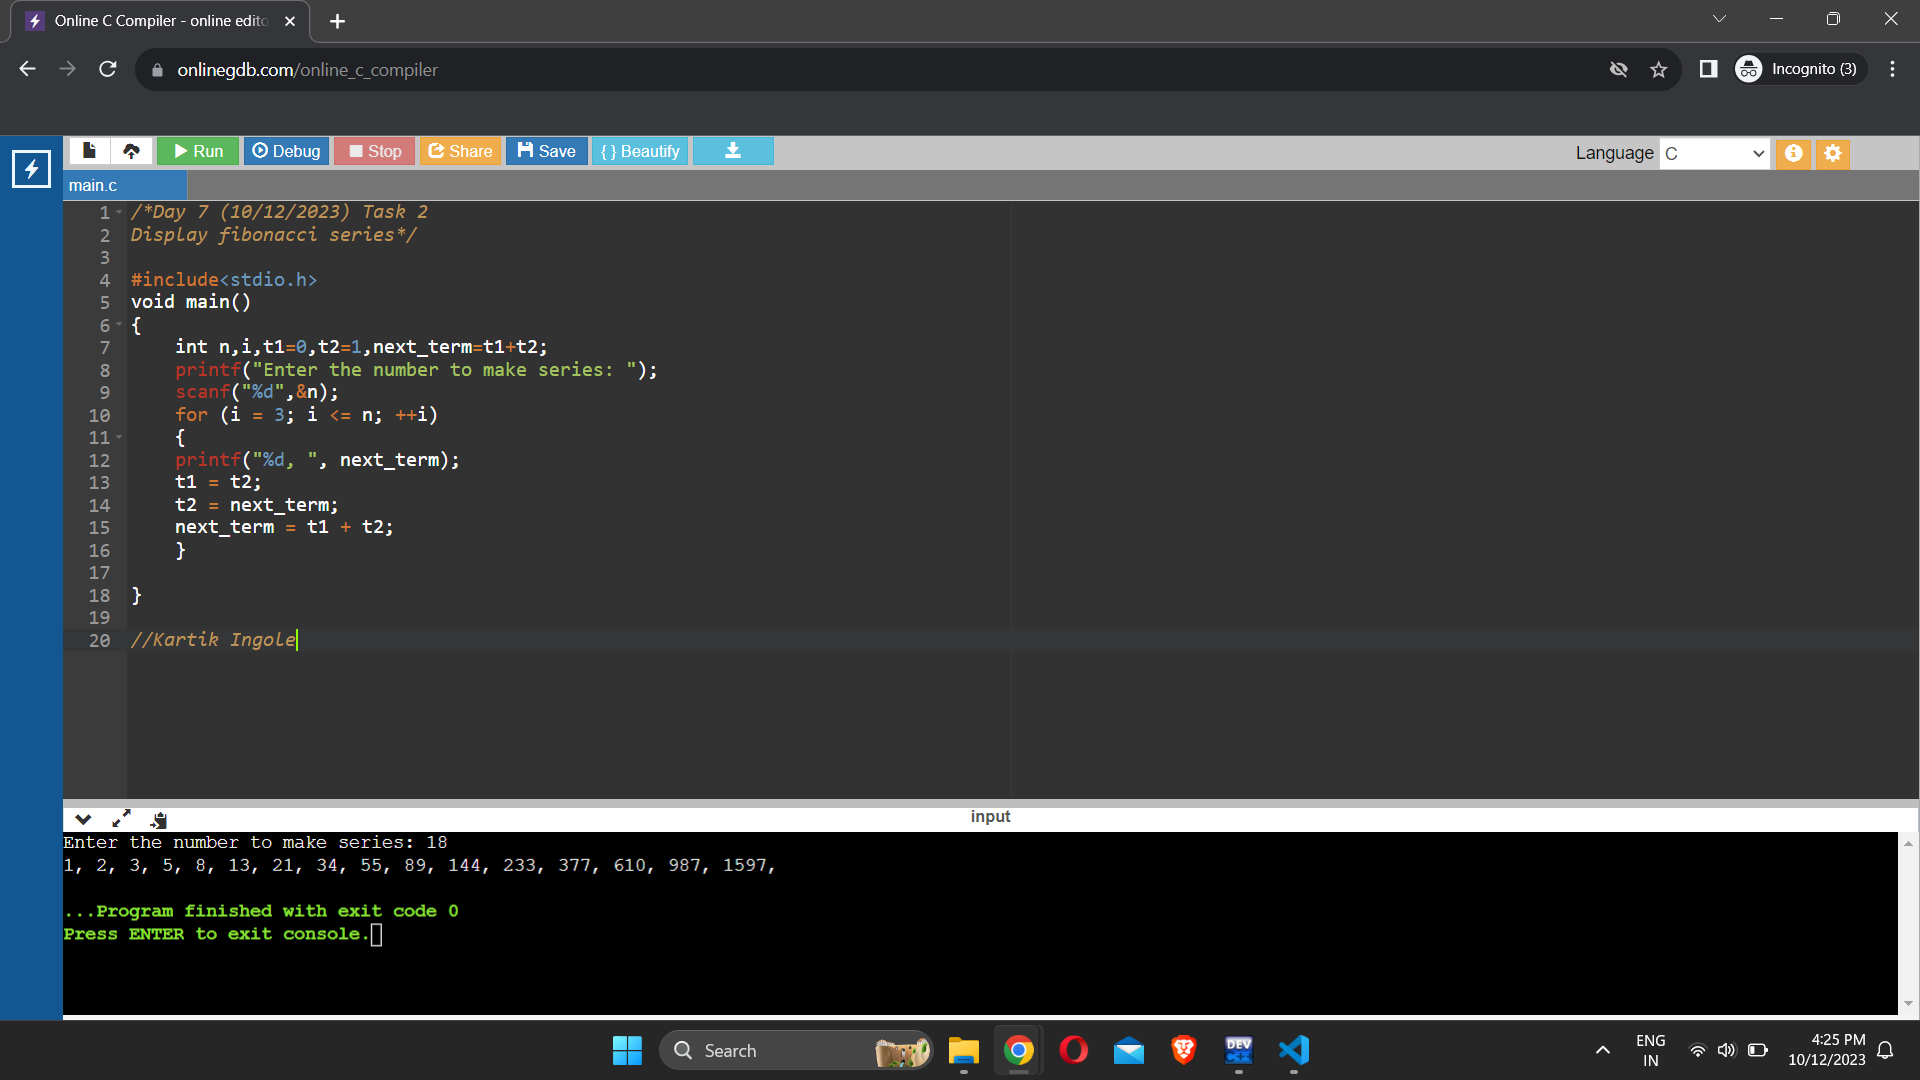 Online C Compiler - online edito
onlinegdb.com/online_c_compiler
Incognito (3)
Run
Debug
Stop
Share
Save
{ } Beautify
Language C
main.c
1 /*Day 7 (10/12/2023) Task 2
2 Display fibonacci series*/
3
4 #include<stdio.h>
5 void main()
6 {
7     int n,i,t1=0,t2=1,next_term=t1+t2;
8     printf("Enter the number to make series: ");
9     scanf("%d",&n);
10     for (i = 3; i <= n; ++i)
11     {
12     printf("%d, ", next_term);
13     t1 = t2;
14     t2 = next_term;
15     next_term = t1 + t2;
16     }
17
18 }
19
20 //Kartik Ingole
input
Enter the number to make series: 18
1, 2, 3, 5, 8, 13, 21, 34, 55, 89, 144, 233, 377, 610, 987, 1597,
...Program finished with exit code 0
Press ENTER to exit console.
Search
DEV
ENG
IN
4:25 PM
10/12/2023